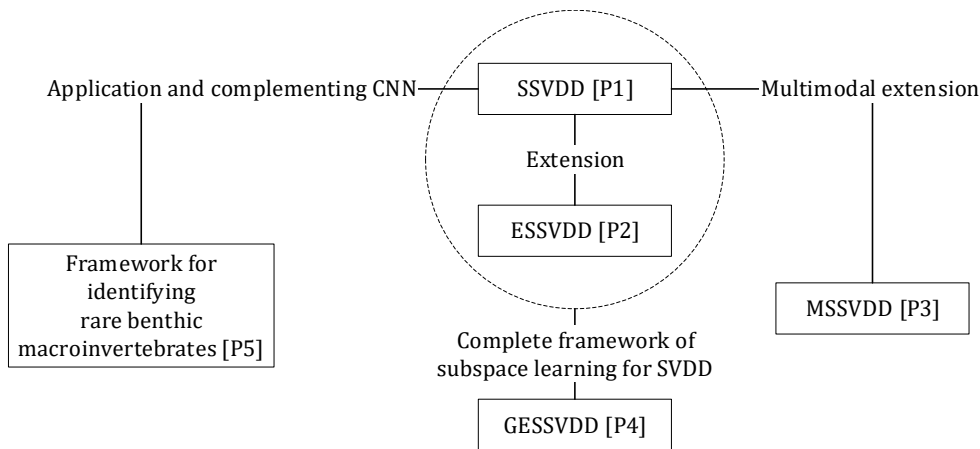 Application and complementing CNN
SSVDD [P1]
Multimodal extension
Extension
ESSVDD [P2]
Framework for
identifying
rare benthic
macroinvertebrates [P5]
MSSVDD [P3]
Complete framework of
subspace learning for SVDD
GESSVDD [P4]